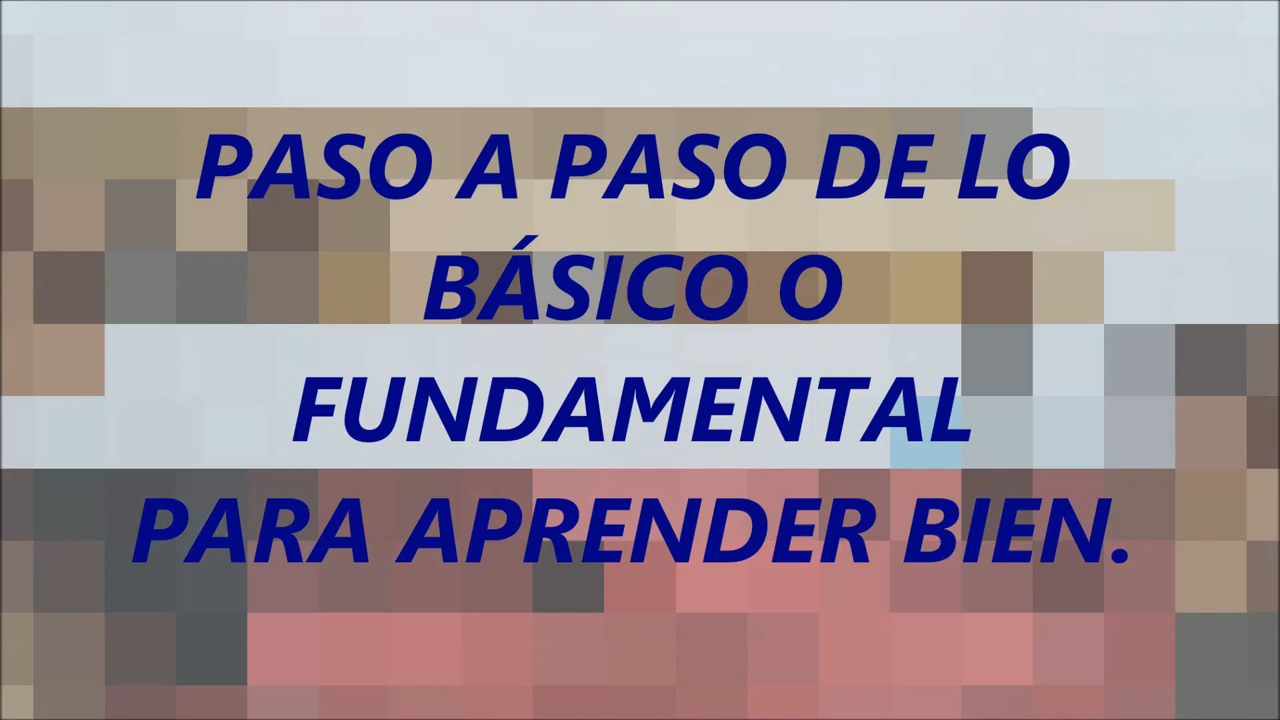 PASO A PASO DE LO
BÁSICO O
FUNDAMENTAL
PARA APRENDER BIEN.